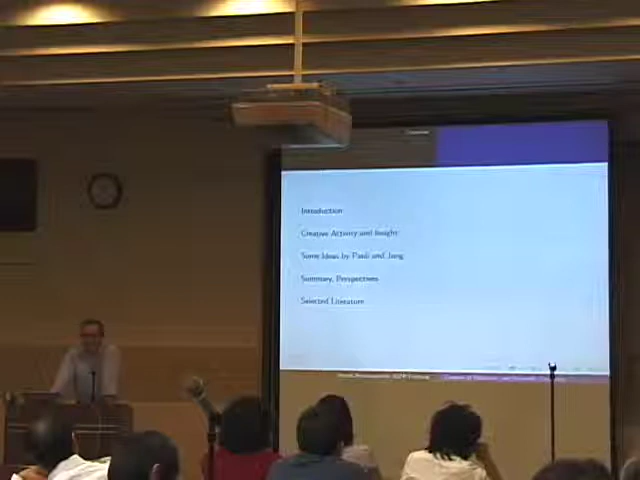 Introduction
Creative Activity and Insight
Some Ideas by Pauli and Jung
Summary, Perspectives
Selected Literature